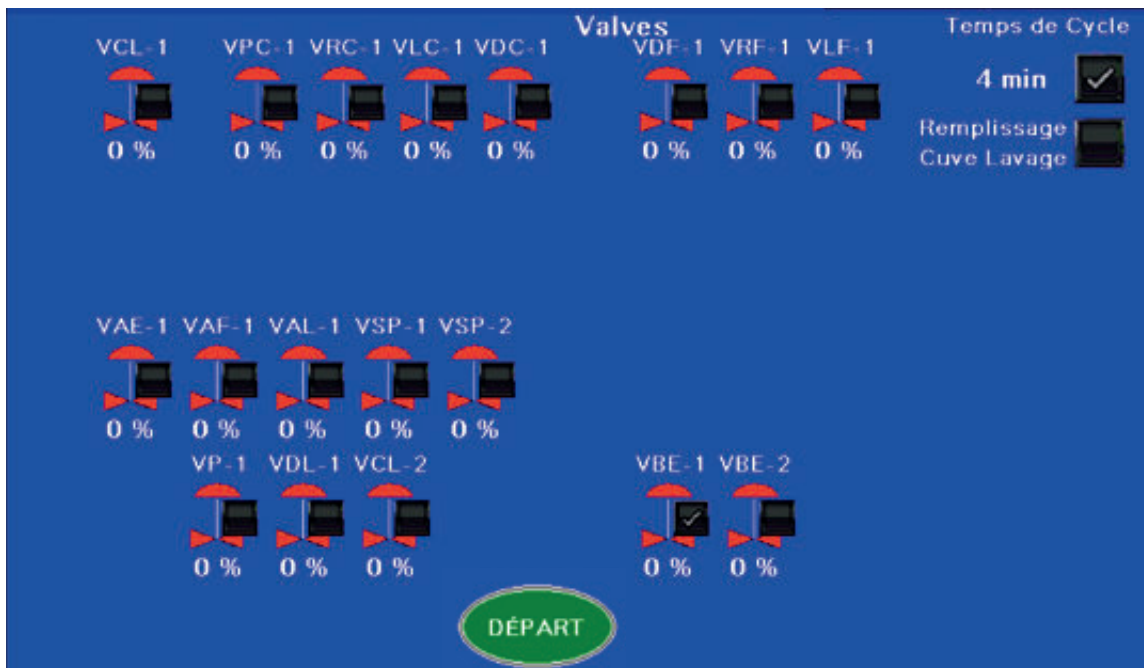 Valves
Temps de Cycle
VCL-1 VPC-1 VRC-1 VLC-1 VDC-1 VDF-1 VRF-1 VLF-1
4 min
0 % 0 % 0 % 0 % 0 % 0 % 0 % 0 %
Remplissage
Cuve Lavage
VAE-1 VAF-1 VAL-1 VSP-1 VSP-2
0 % 0 % 0 % 0 % 0 %
VP-1 VDL-1 VCL-2 VBE-1 VBE-2
0 % 0 % 0 % 0 % 0 %
DÉPART